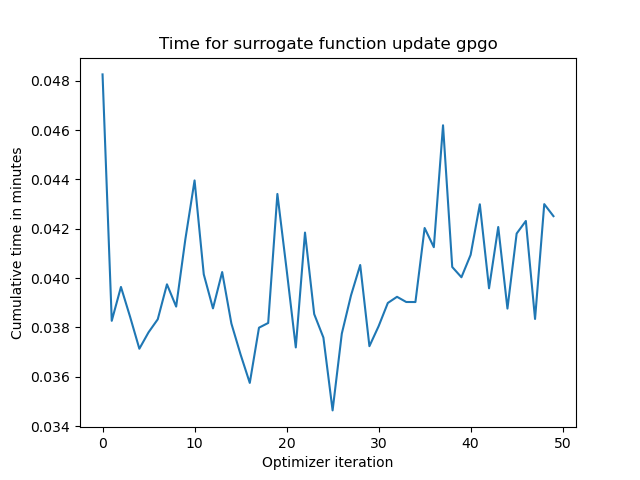 Time for surrogate function update gpgo
Cumulative time in minutes
0.048
0.046
0.044
0.042
0.040
0.038
0.036
0.034
0 10 20 30 40 50
Optimizer iteration